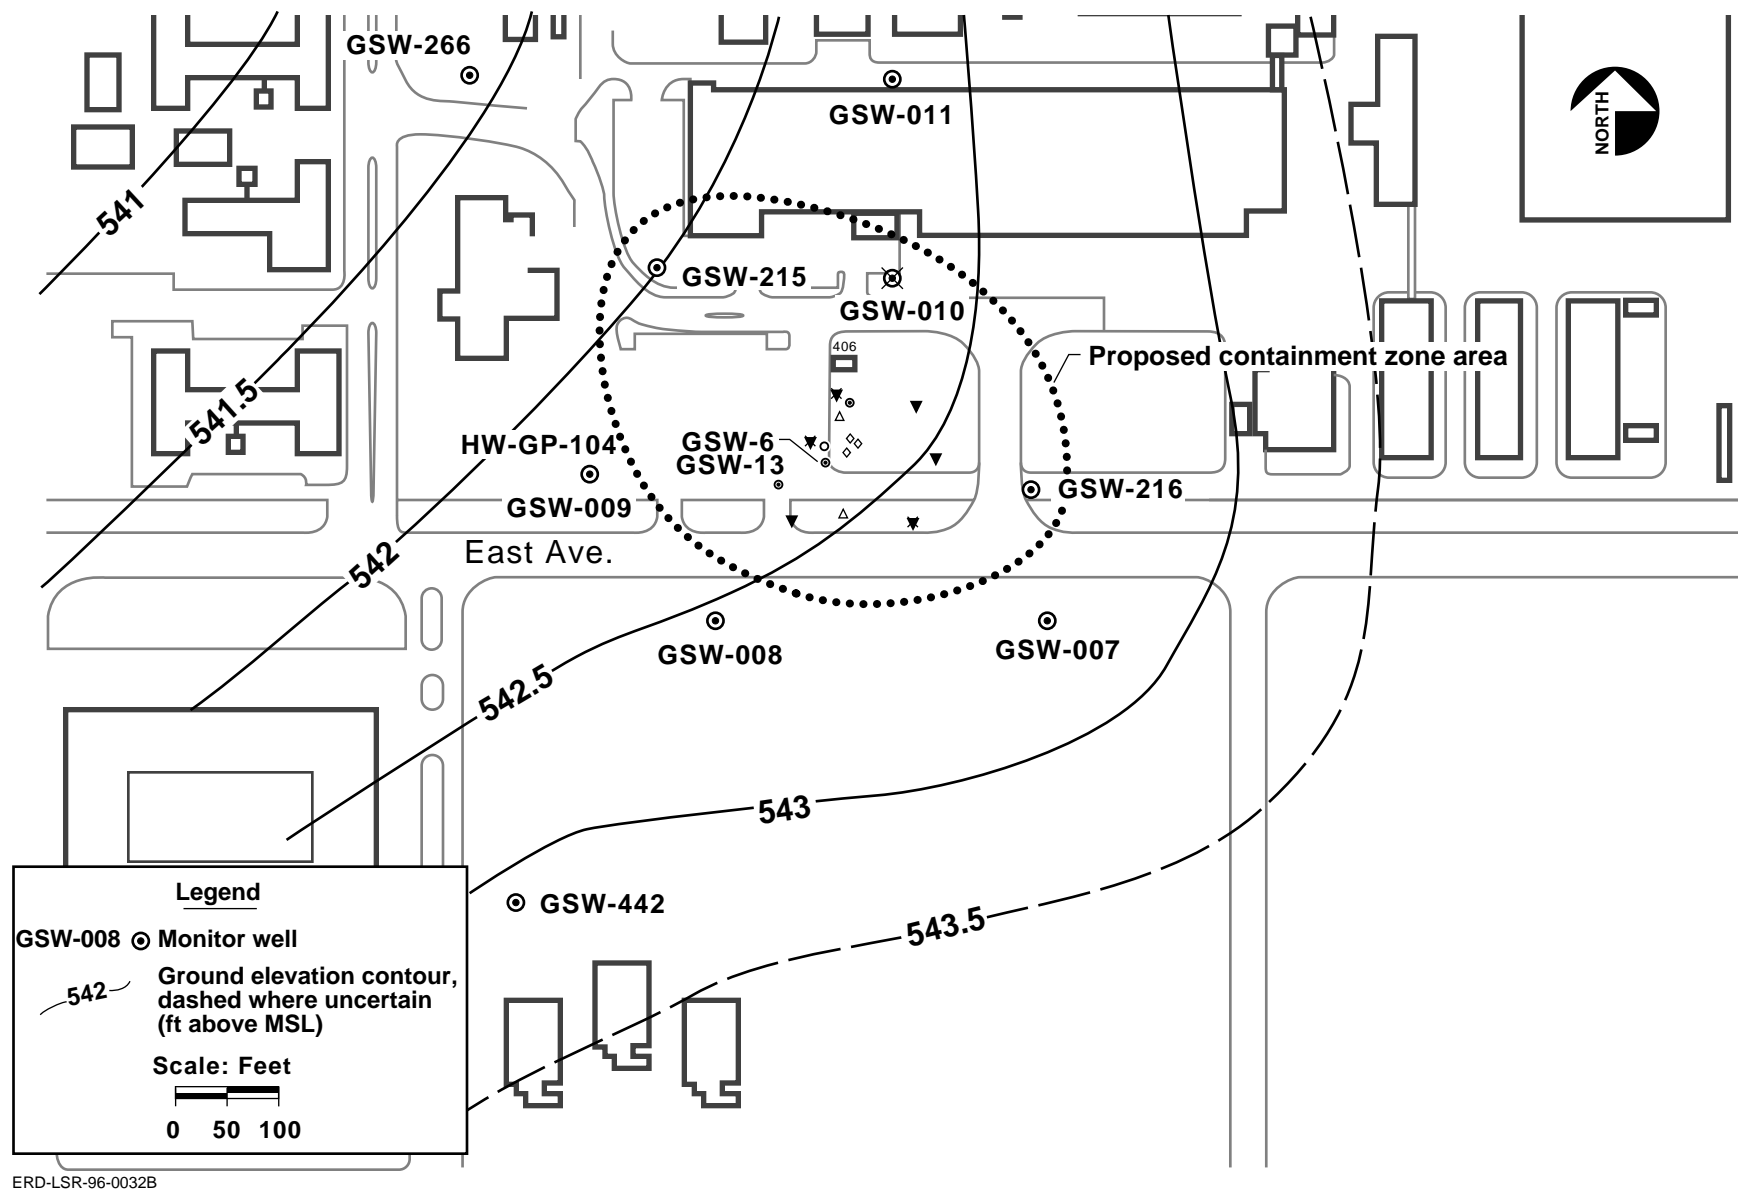 GSW-266
GSW-011
NORTH
541
GSW-215
GSW-010
406
Proposed containment zone area
541.5
HW-GP-104
GSW-6
GSW-13
GSW-216
GSW-009
East Ave.
542
GSW-008
GSW-007
542.5
543
GSW-442
543.5
Legend
GSW-008 Monitor well
542
Ground elevation contour,
dashed where uncertain
(ft above MSL)
Scale: Feet
0 50 100
ERD-LSR-96-0032B